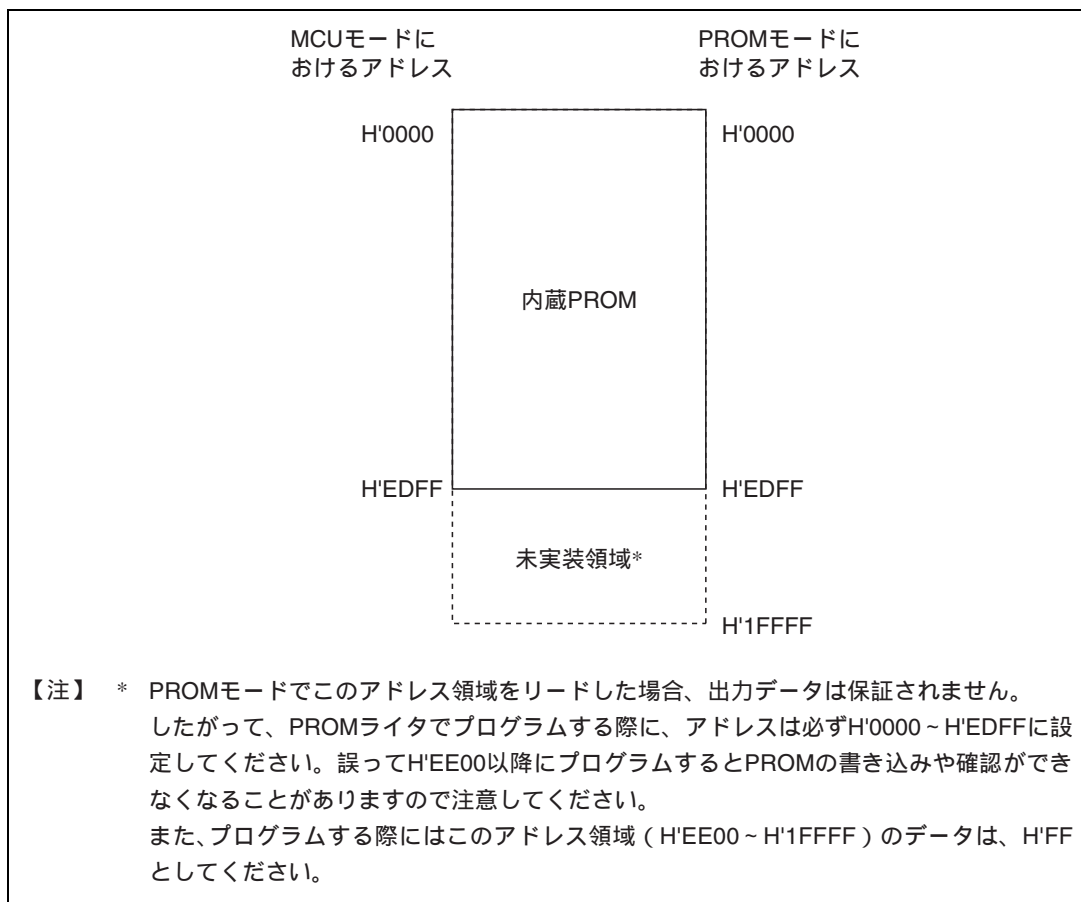 MCUモードに
おけるアドレス
PROMモードに
おけるアドレス
H'0000
H'0000
内蔵PROM
H'EDFF
H'EDFF
未実装領域*
H'1FFFF
【注】 * PROMモードでこのアドレス領域をリードした場合、出力データは保証されません。
したがって、PROMライタでプログラムする際に、アドレスは必ずH'0000~H'EDFFに設
定してください。誤ってH'EE00以降にプログラムするとPROMの書き込みや確認ができ
なくなることがありますので注意してください。
また、プログラムする際にはこのアドレス領域(H'EE00~H'1FFFF)のデータは、H'FF
としてください。